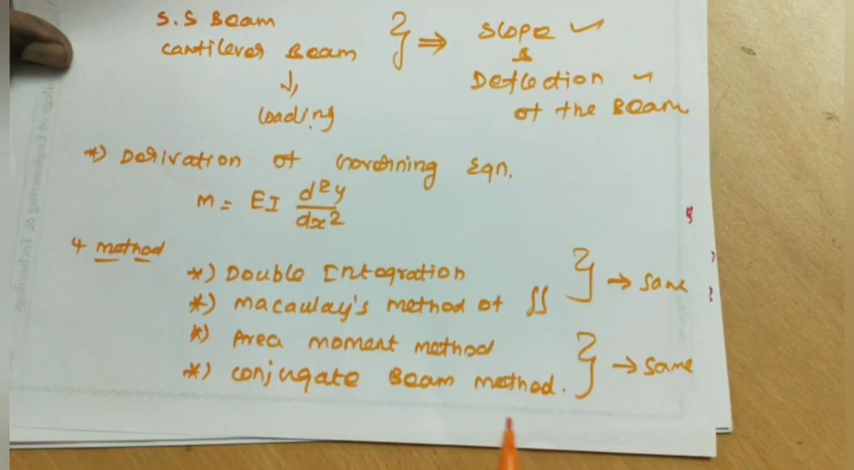 S.S Beam
cantilever Beam } ⇒ slope ✓
&
Deflection ✓
of the Beam
↓
loading
*) Derivation of Governing Eqn.
M = EI d²y/dx²
4 method
*) Double Integration
*) Macaulay's method of ∬ } → same
*) Area moment method
*) conjugate Beam method. } → same